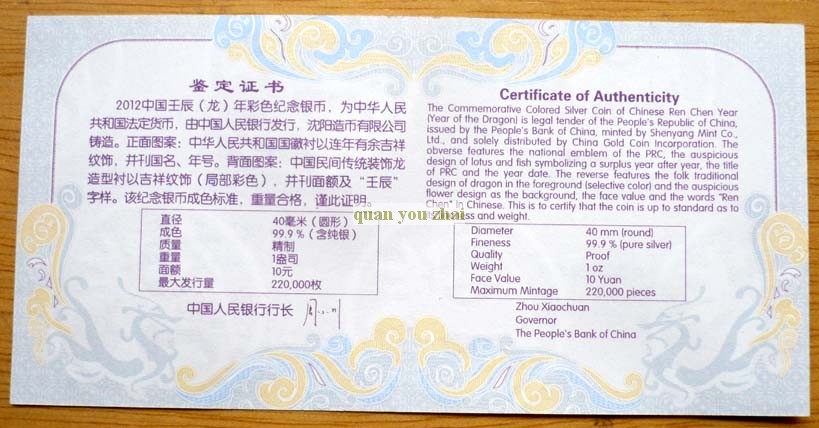 鉴定证书
2012中国壬辰（龙）年彩色纪念银币，为中华人民
共和国法定货币，由中国人民银行发行，沈阳造币有限公司
铸造。正面图案：中华人民共和国国徽衬以连年有余吉祥
纹饰，并刊国名、年号。背面图案：中国民间传统装饰龙
造型衬以吉祥纹饰（局部彩色），并刊面额及“壬辰”
字样。该纪念银币成色标准，重量合格，谨此证明。
直径 40毫米（圆形）
成色 99.9%（含纯银）
质量 精制
重量 1盎司
面额 10元
最大发行量 220,000枚
中国人民银行行长 周小川
Certificate of Authenticity
The Commemorative Colored Silver Coin of Chinese Ren Chen Year
(Year of the Dragon) is legal tender of the People's Republic of China,
issued by the People's Bank of China, minted by Shenyang Mint Co.,
Ltd., and solely distributed by China Gold Coin Incorporation. The
obverse features the national emblem of the PRC, the auspicious
design of lotus and fish symbolizing a surplus year after year, the title
of PRC and the year date. The reverse features the folk traditional
design of dragon in the foreground (selective color) and the auspicious
flower design as the background, the face value and the words "Ren
Chen" in Chinese. This is to certify that the coin is up to standard as to
its fineness and weight.
Diameter 40 mm (round)
Fineness 99.9 % (pure silver)
Quality Proof
Weight 1 oz
Face Value 10 Yuan
Maximum Mintage 220,000 pieces
Zhou Xiaochuan
Governor
The People's Bank of China
quan you zhai